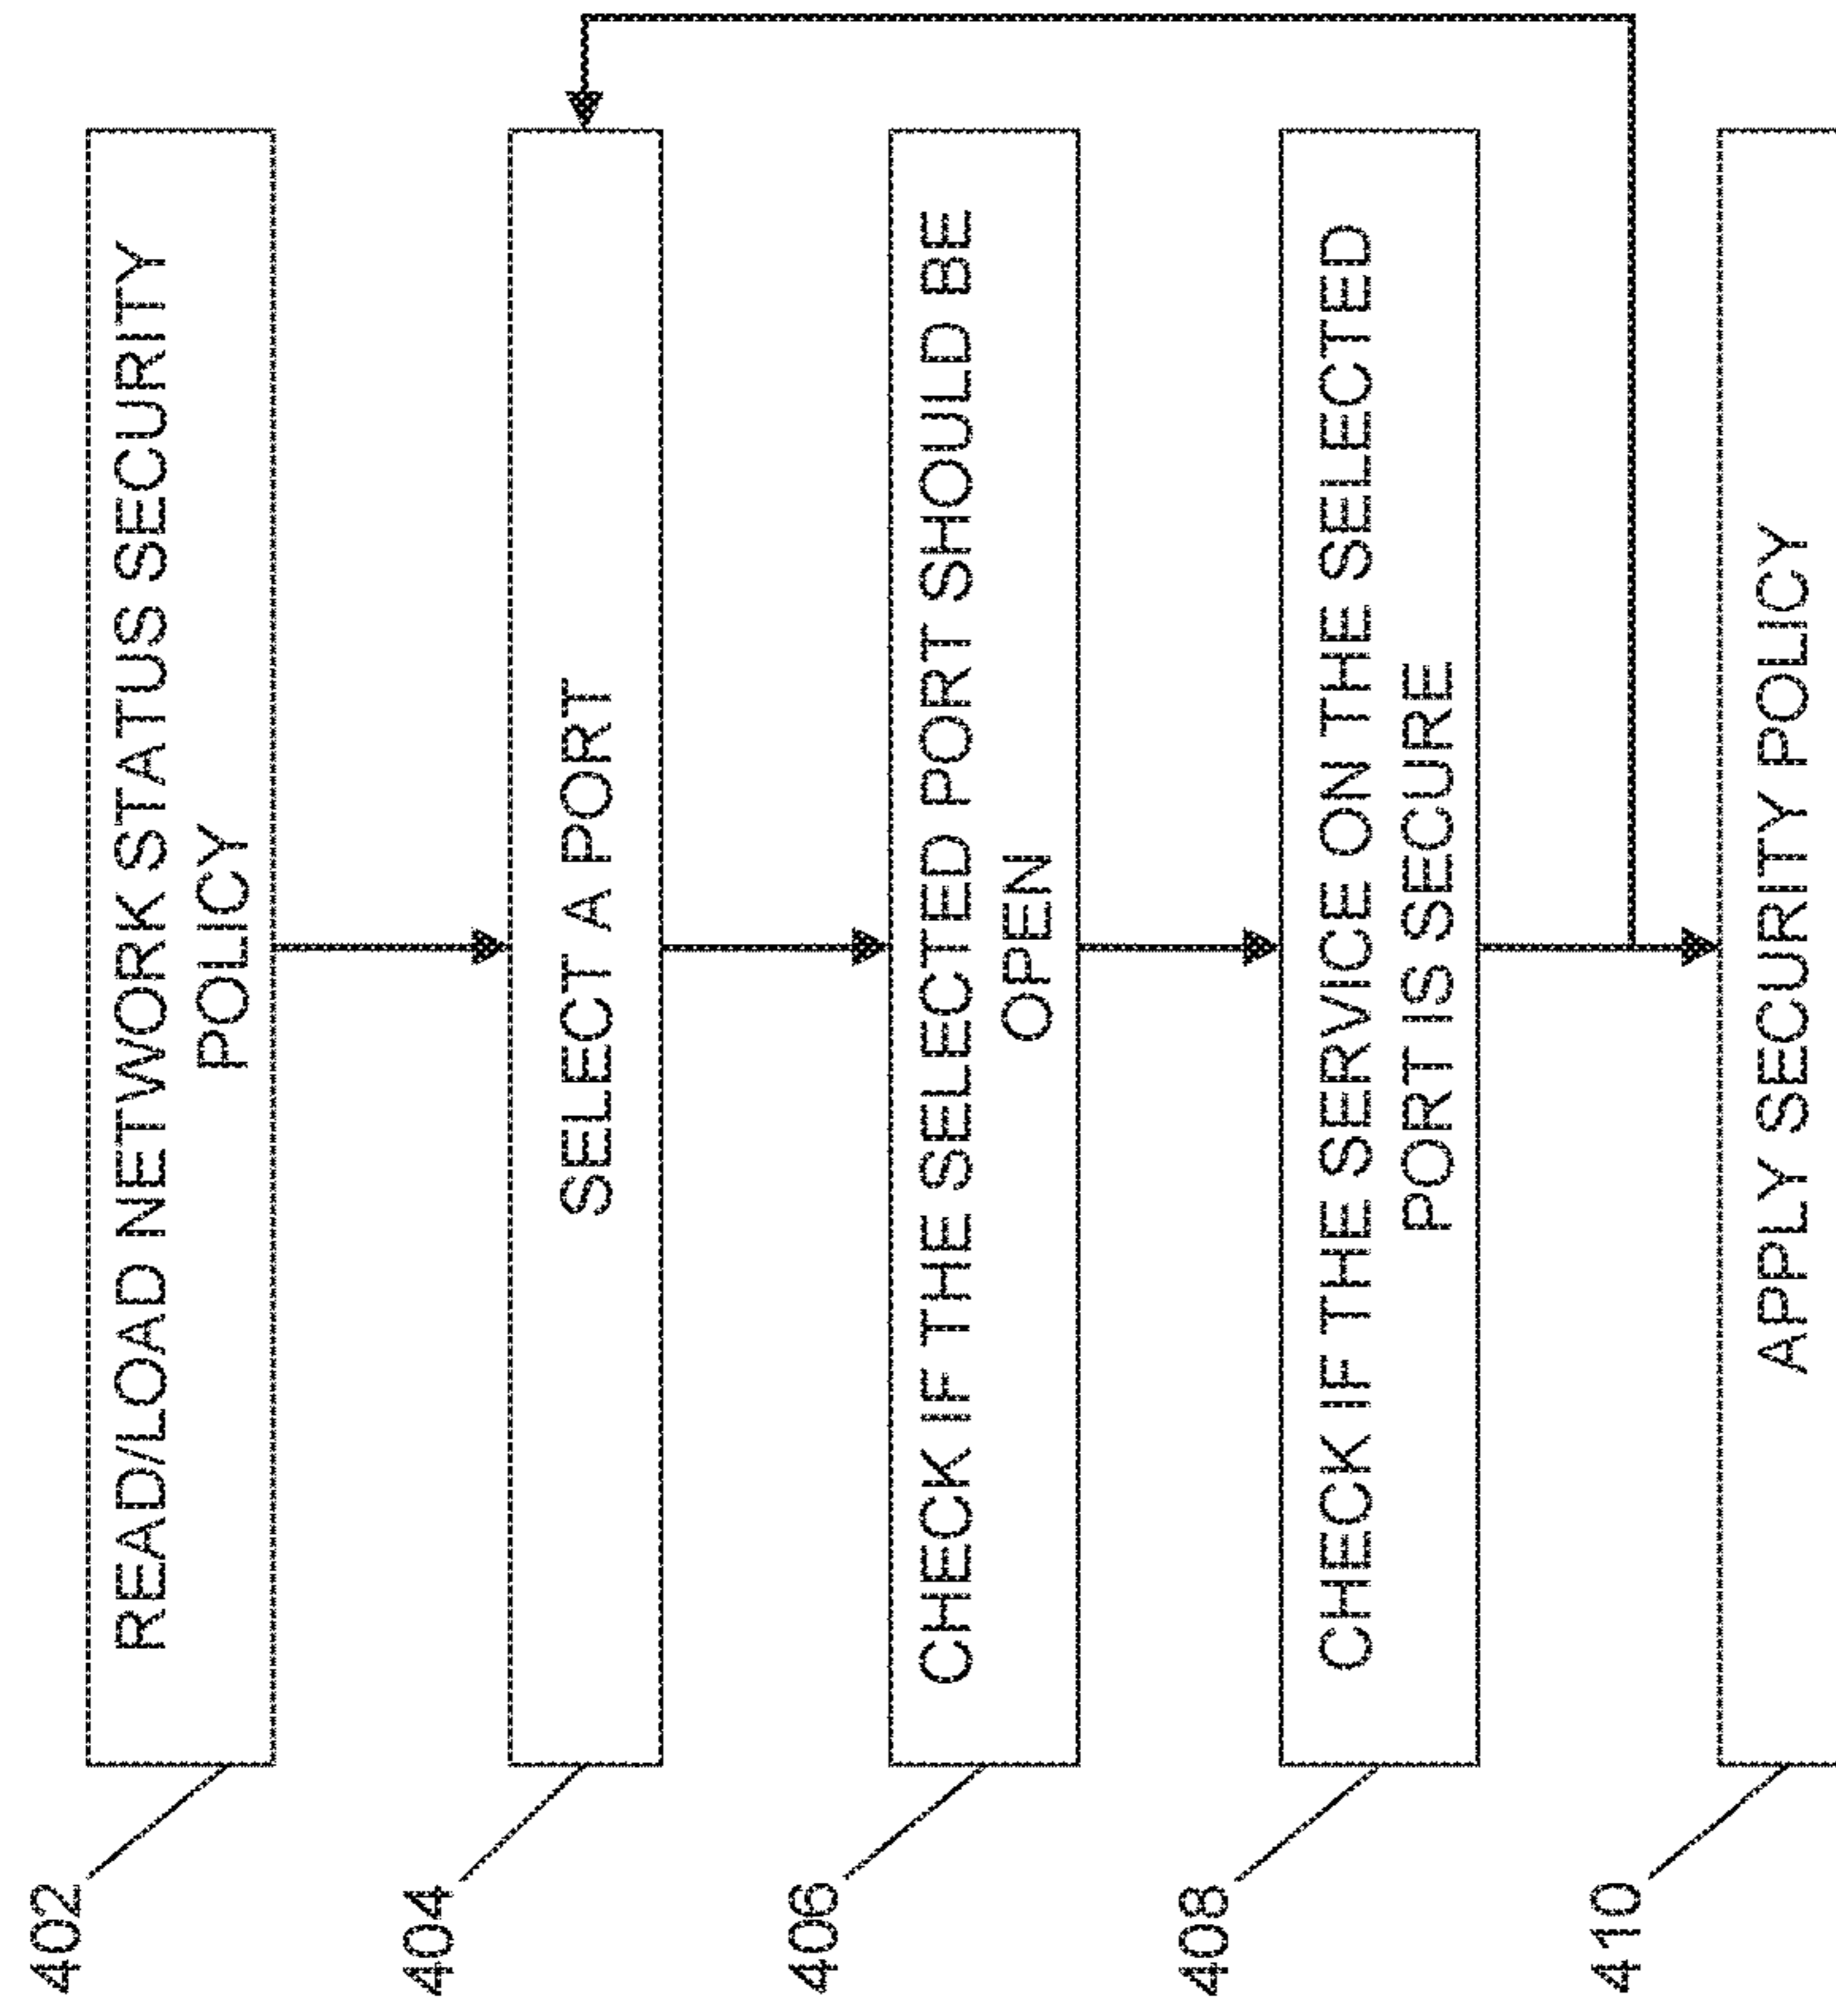 402
READ/LOAD NETWORK STATUS SECURITY
POLICY
404
SELECT A PORT
406
CHECK IF THE SELECTED PORT SHOULD BE
OPEN
408
CHECK IF THE SERVICE ON THE SELECTED
PORT IS SECURE
410
APPLY SECURITY POLICY